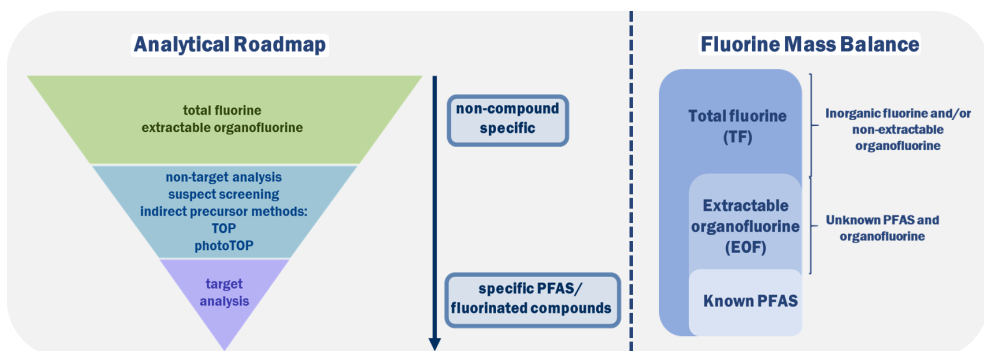 Analytical Roadmap
total fluorine
extractable organofluorine
non-target analysis
suspect screening
indirect precursor methods:
TOP
photoTOP
target
analysis
non-compound
specific
specific PFAS/
fluorinated compounds
Fluorine Mass Balance
Total fluorine
(TF)
Extractable
organofluorine
(EOF)
Known PFAS
Inorganic fluorine and/or
non-extractable
organofluorine
Unknown PFAS and
organofluorine